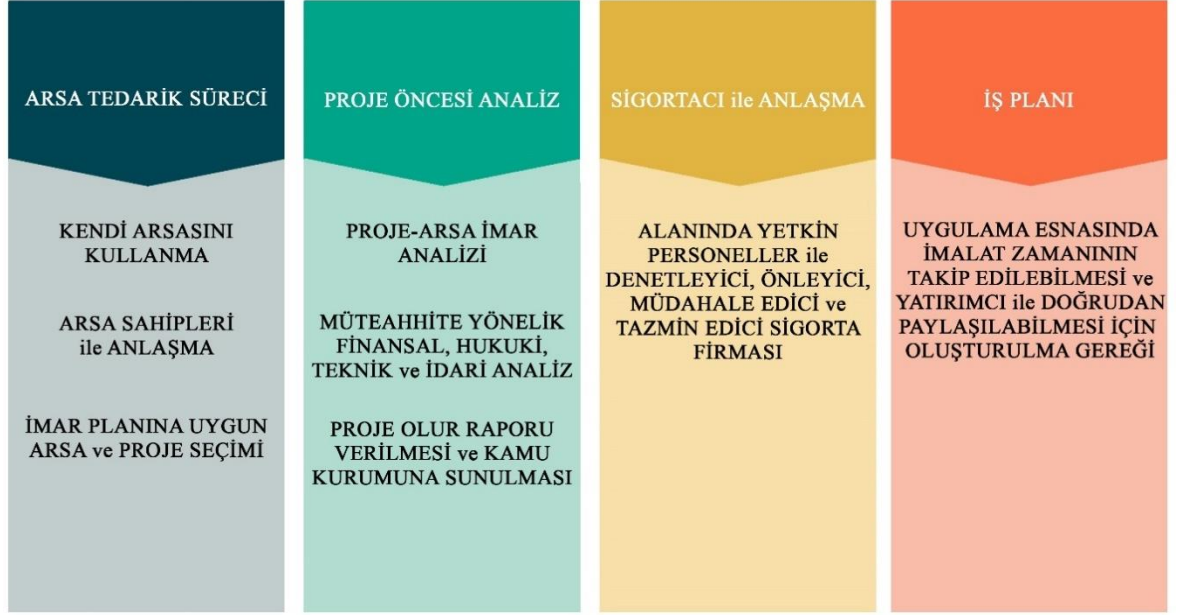 ARSA TEDARİK SÜRECİ
KENDİ ARSASINI
KULLANMA
ARSA SAHİPLERİ
ile ANLAŞMA
İMAR PLANINA UYGUN
ARSA ve PROJE SEÇİMİ
PROJE ÖNCESİ ANALİZ
PROJE-ARSA İMAR
ANALİZİ
MÜTEAHHİTE YÖNELİK
FİNANSAL, HUKUKİ,
TEKNİK ve İDARİ ANALİZ
PROJE OLUR RAPORU
VERİLMESİ ve KAMU
KURUMUNA SUNULMASI
SİGORTACI ile ANLAŞMA
ALANINDA YETKİN
PERSONELLER ile
DENETLEYİCİ, ÖNLEYİCİ,
MÜDAHALE EDİCİ ve
TAZMİN EDİCİ SİGORTA
FİRMASI
İŞ PLANI
UYGULAMA ESNASINDA
İMALAT ZAMANININ
TAKİP EDİLEBİLMESİ ve
YATIRIMCI ile DOĞRUDAN
PAYLAŞILABİLMESİ İÇİN
OLUŞTURULMA GEREĞİ